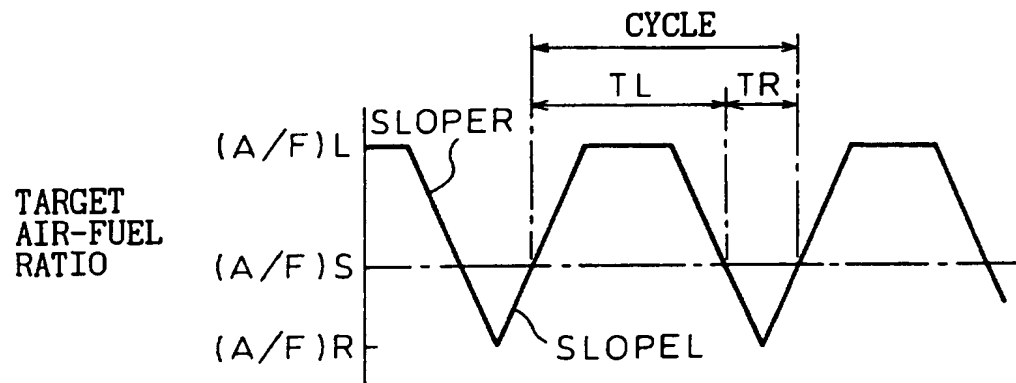 CYCLE
TL TR
SLOPER
(A/F)L
TARGET
AIR-FUEL
RATIO
(A/F)S
(A/F)R
SLOPEL